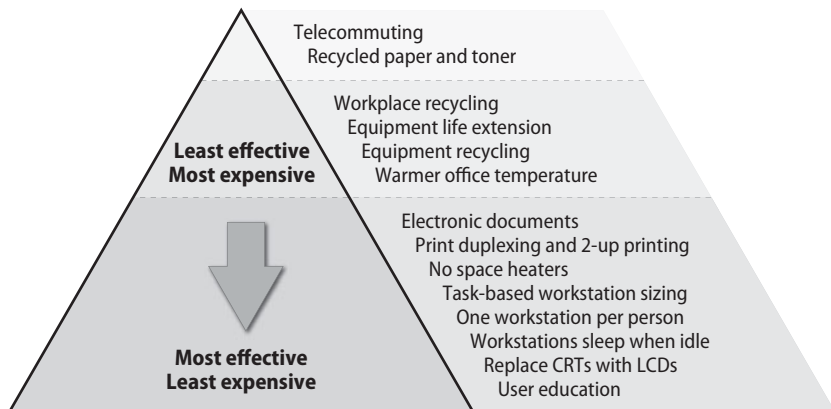 Telecommuting
Recycled paper and toner
Workplace recycling
Equipment life extension
Equipment recycling
Warmer office temperature
Least effective
Most expensive
Electronic documents
Print duplexing and 2-up printing
No space heaters
Task-based workstation sizing
One workstation per person
Workstations sleep when idle
Replace CRTs with LCDs
User education
Most effective
Least expensive